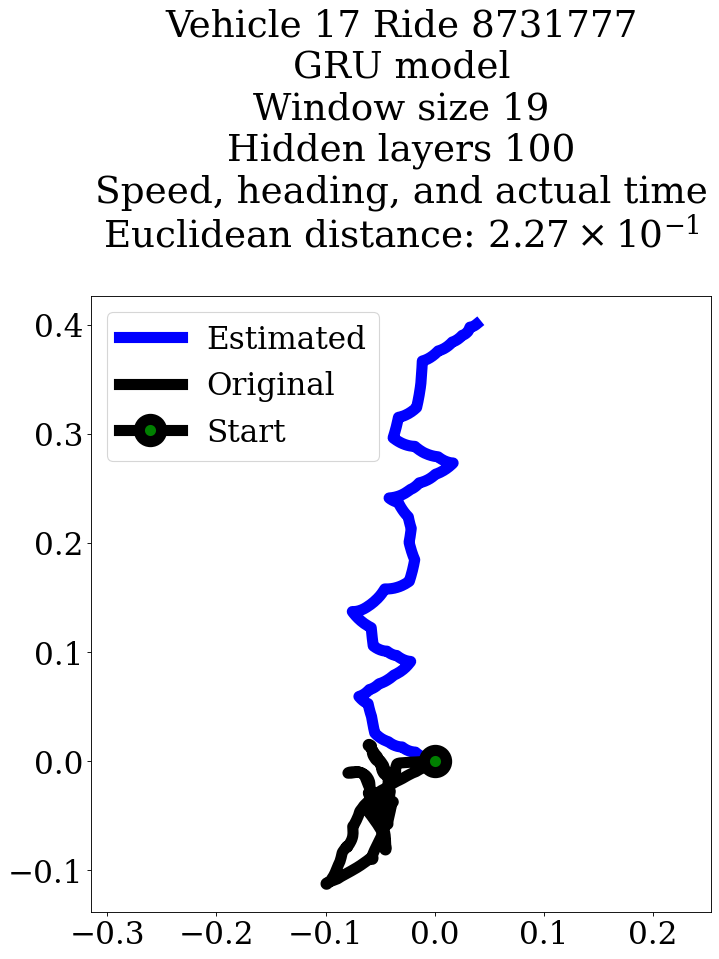 Vehicle 17 Ride 8731777
GRU model
Window size 19
Hidden layers 100
Speed, heading, and actual time
Euclidean distance: 2.27 × 10⁻¹
Estimated
Original
Start
0.4
0.3
0.2
0.1
0.0
−0.1
−0.3 −0.2 −0.1 0.0 0.1 0.2